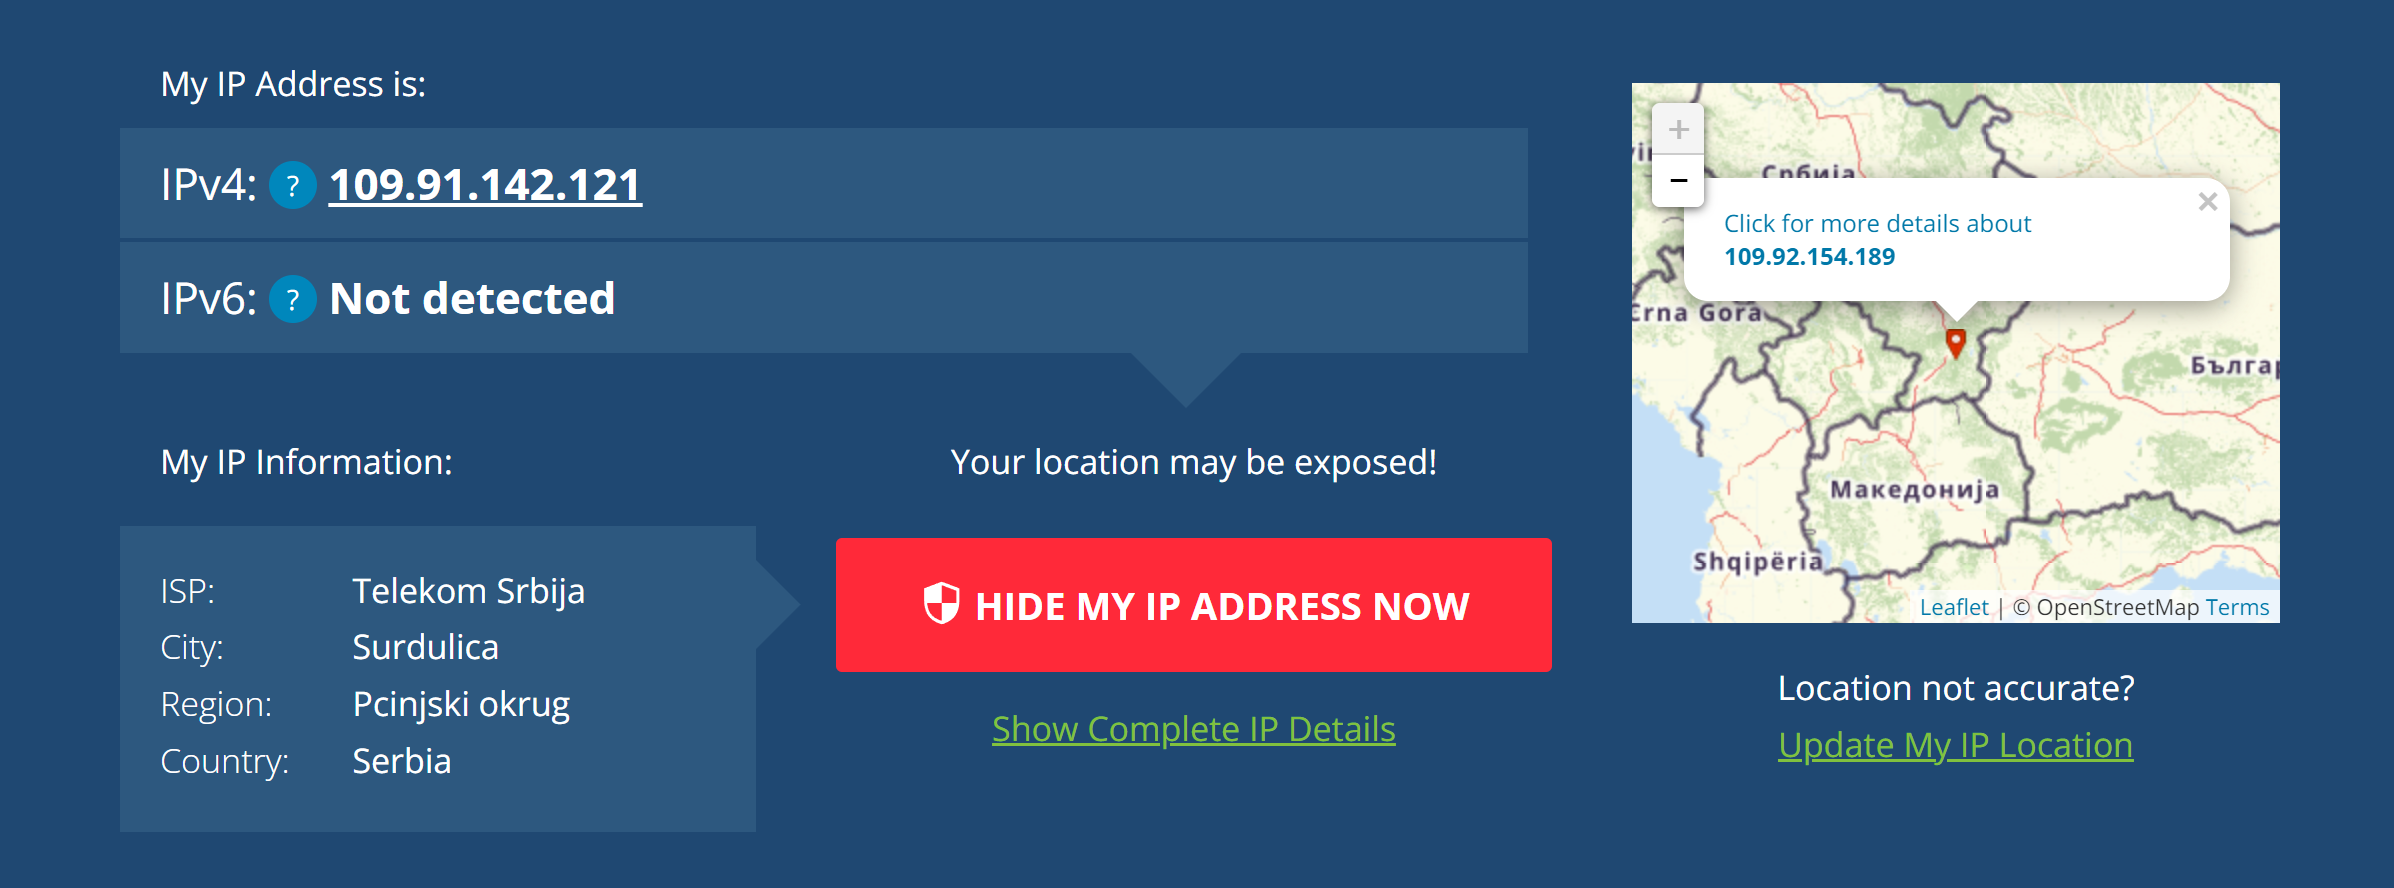 My IP Address is:
IPv4: ? 109.91.142.121
IPv6: ? Not detected
My IP Information:
ISP: Telekom Srbija
City: Surdulica
Region: Pcinjski okrug
Country: Serbia
Your location may be exposed!
HIDE MY IP ADDRESS NOW
Show Complete IP Details
+
−
Србија
Click for more details about
109.92.154.189
×
Crna Gora
Българ
Македонија
Shqipëria
Leaflet | © OpenStreetMap Terms
Location not accurate?
Update My IP Location